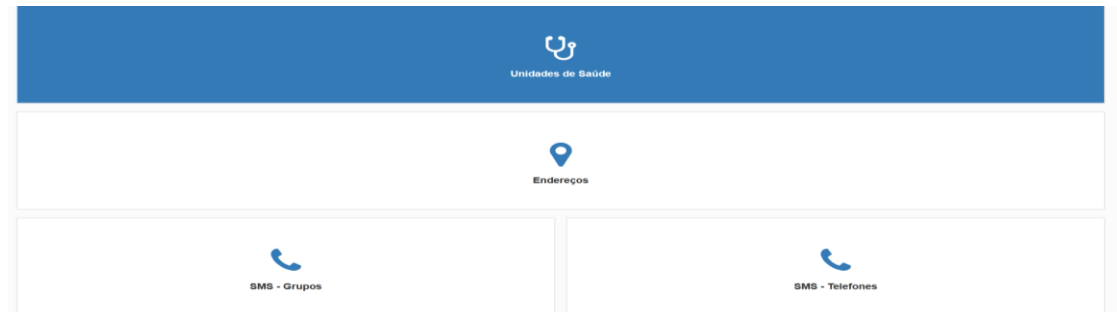 Unidades de Saúde
Endereços
SMS - Grupos
SMS - Telefones